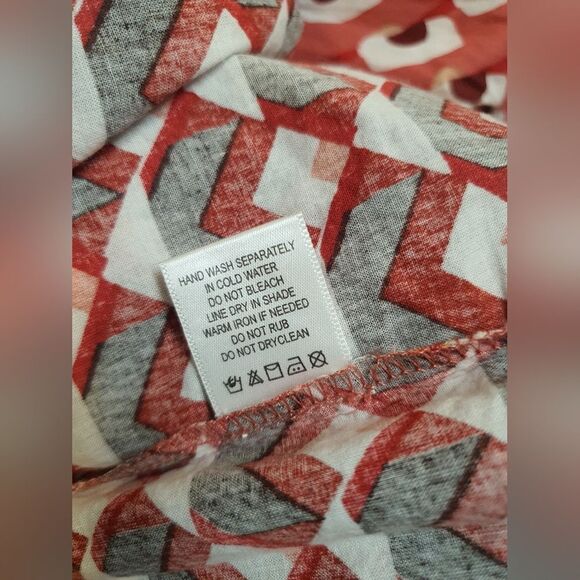 HAND WASH SEPARATELY
IN COLD WATER
DO NOT BLEACH
LINE DRY IN SHADE
WARM IRON IF NEEDED
DO NOT RUB
DO NOT DRYCLEAN